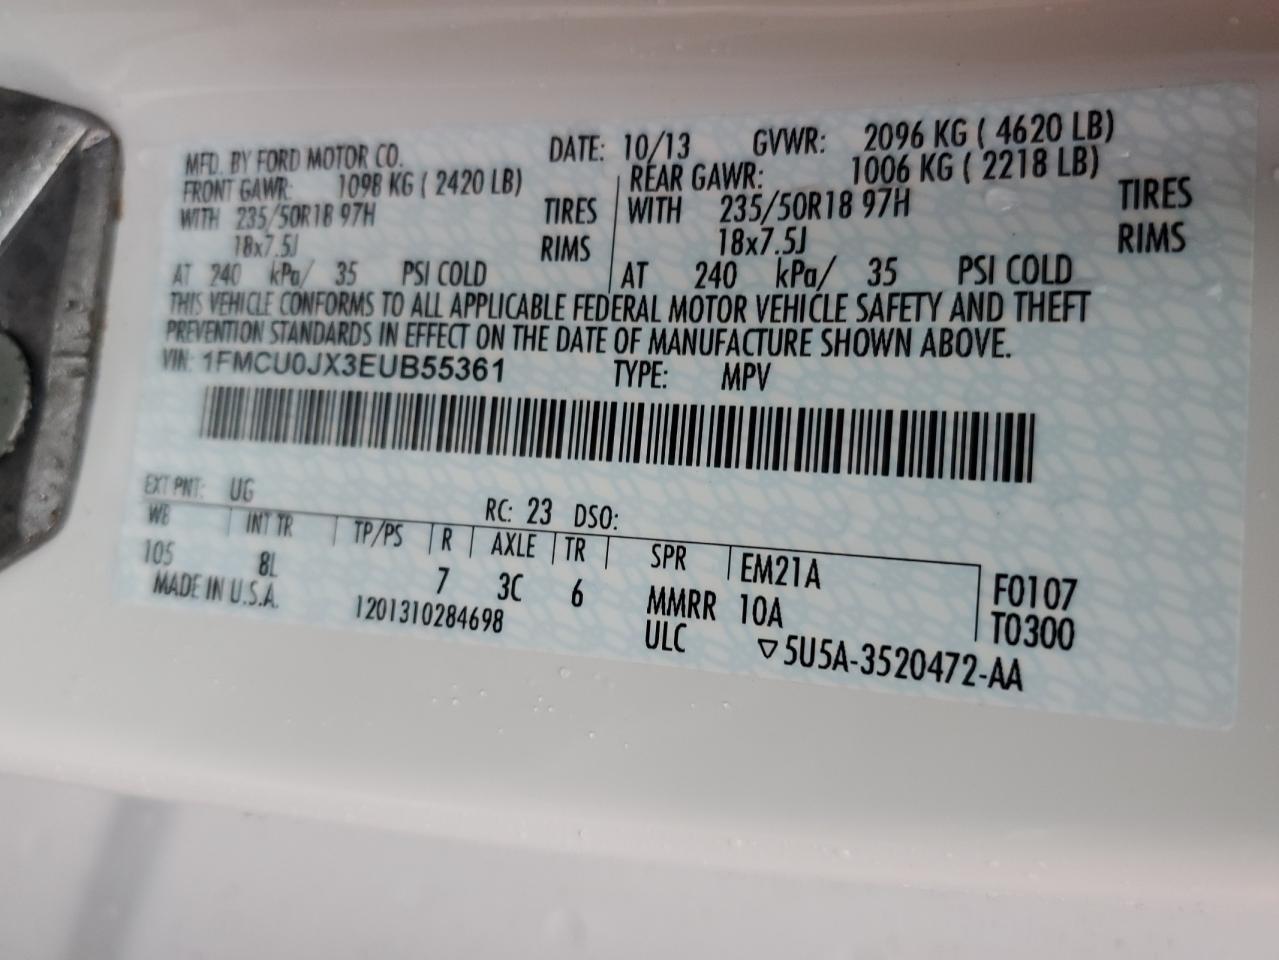 MFD. BY FORD MOTOR CO. DATE: 10/13 GVWR: 2096 KG ( 4620 LB)
FRONT GAWR: 1098 KG ( 2420 LB) REAR GAWR: 1006 KG ( 2218 LB)
WITH 235/50R18 97H TIRES WITH 235/50R18 97H TIRES
18x7.5J RIMS 18x7.5J RIMS
AT 240 kPa/ 35 PSI COLD AT 240 kPa/ 35 PSI COLD
THIS VEHICLE CONFORMS TO ALL APPLICABLE FEDERAL MOTOR VEHICLE SAFETY AND THEFT
PREVENTION STANDARDS IN EFFECT ON THE DATE OF MANUFACTURE SHOWN ABOVE.
VIN: 1FMCU0JX3EUB55361 TYPE: MPV
EXT PNT: UG RC: 23 DSO:
WB INT TR TP/PS R AXLE TR SPR EM21A F0107
105 8L 7 3C 6 MMRR 10A T0300
MADE IN U.S.A. 1201310284698 ULC ▽5U5A-3520472-AA